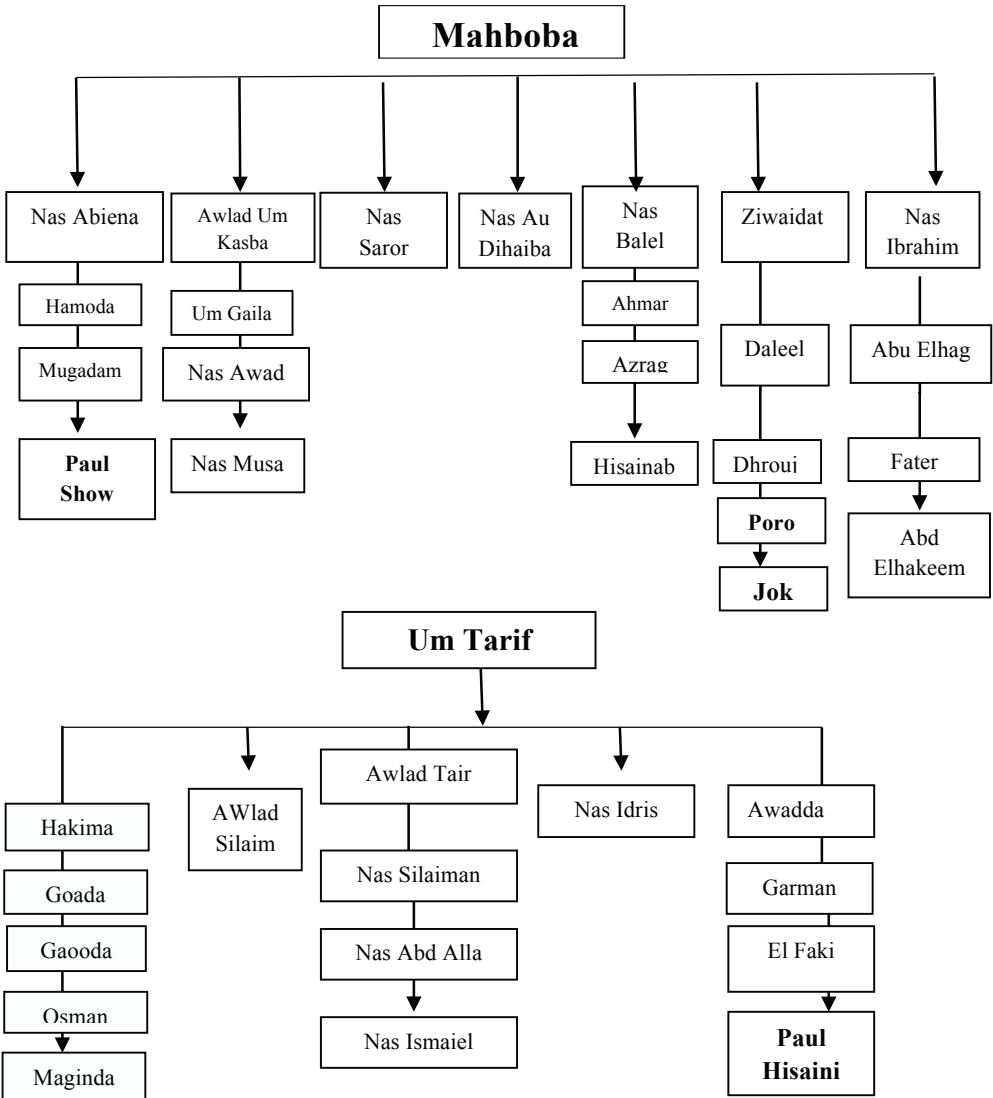 Mahboba
Nas Abiena
Awlad Um
Kasba
Nas
Saror
Nas Au
Dihaiba
Nas
Balel
Ziwaidat
Nas
Ibrahim
Hamoda
Um Gaila
Ahmar
Daleel
Abu Elhag
Mugadam
Nas Awad
Azrag
Paul
Show
Nas Musa
Hisainab
Dhrouj
Fater
Poro
Abd
Elhakeem
Jok
Um Tarif
Hakima
AWlad
Silaim
Awlad Tair
Nas Idris
Awadda
Goada
Nas Silaiman
Garman
Gaooda
Nas Abd Alla
El Faki
Osman
Nas Ismaiel
Paul
Hisaini
Maginda